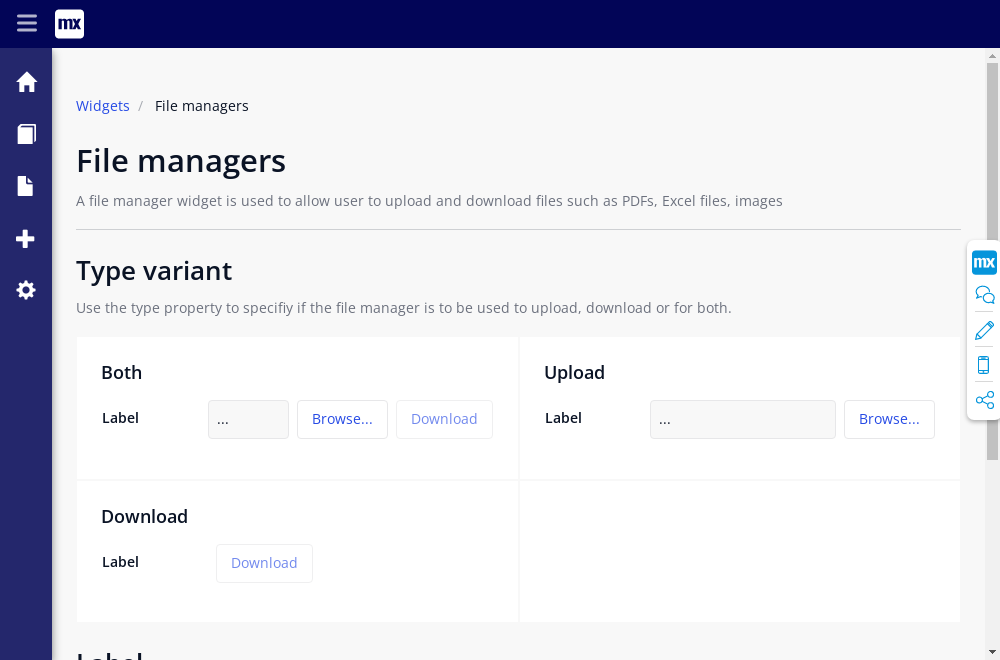 mx
Widgets / File managers
File managers
A file manager widget is used to allow user to upload and download files such as PDFs, Excel files, images
Type variant
Use the type property to specifiy if the file manager is to be used to upload, download or for both.
mx
Both
Label ... Browse... Download
Upload
Label ... Browse...
Download
Label Download
Label